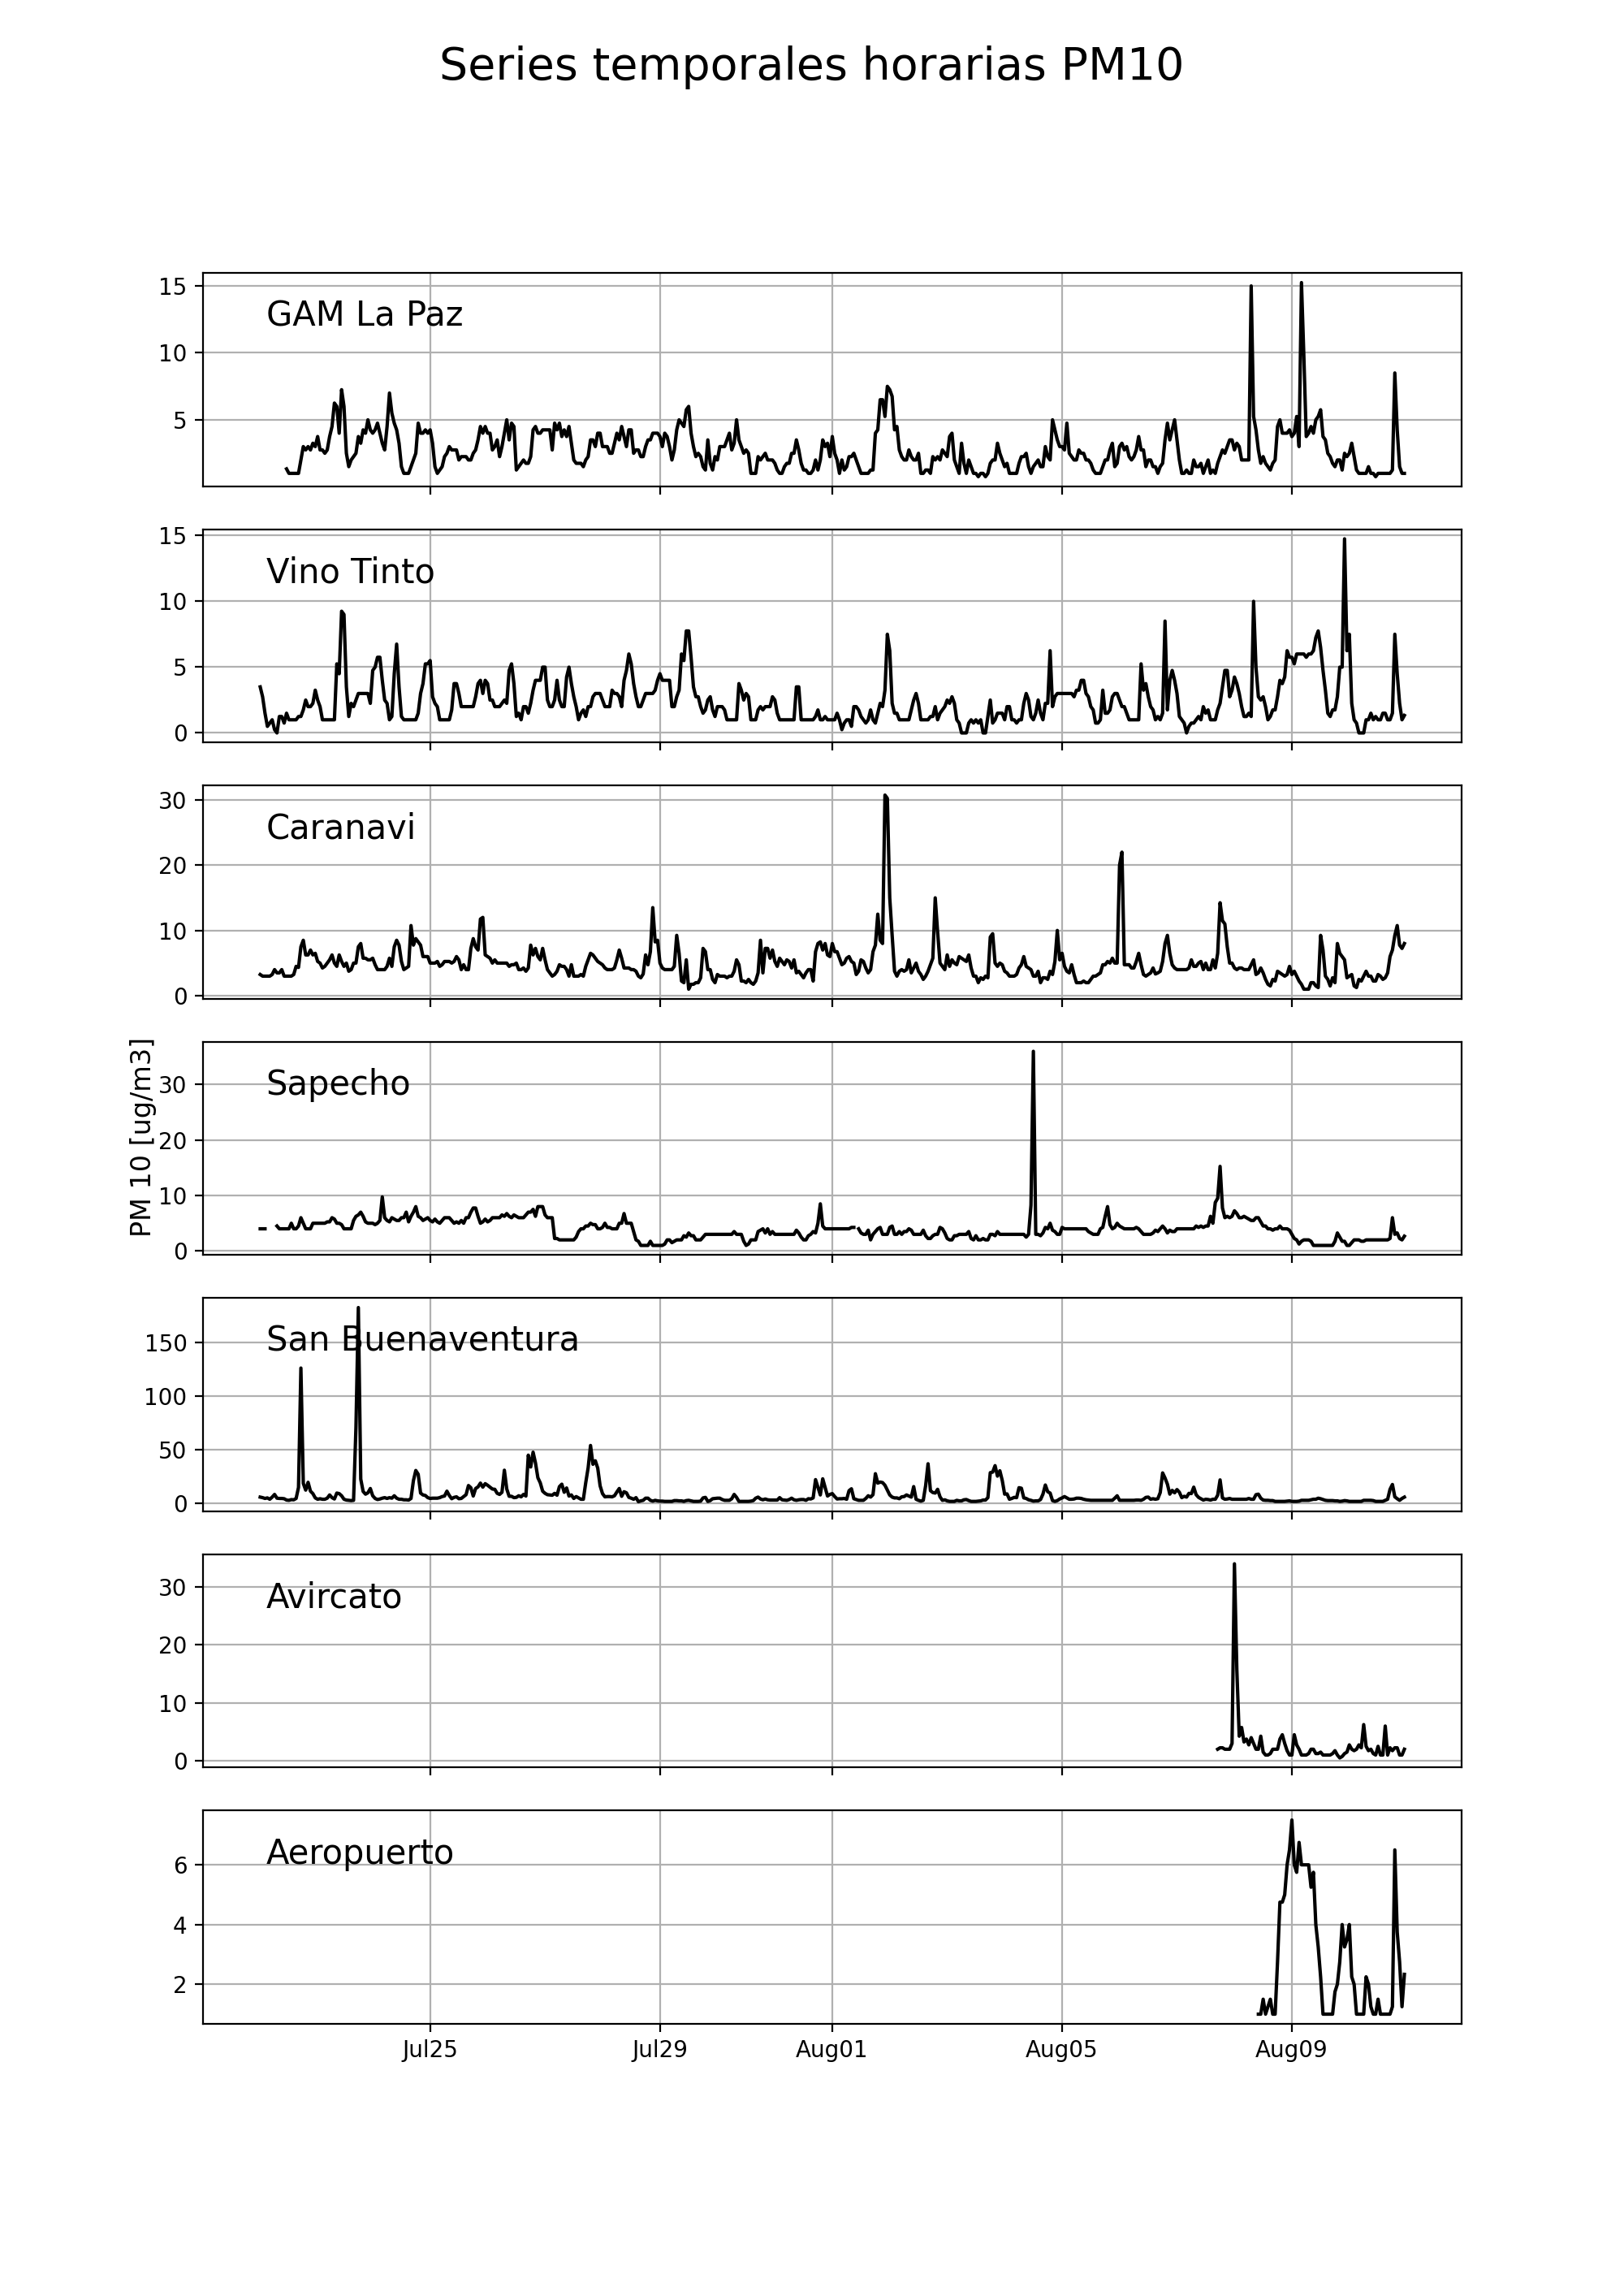 Series temporales horarias PM10
GAM La Paz
15
10
5
Vino Tinto
15
10
5
0
Caranavi
30
20
10
0
PM 10 [ug/m3]
Sapecho
30
20
10
0
San Buenaventura
150
100
50
0
Avircato
30
20
10
0
Aeropuerto
6
4
2
Jul25 Jul29 Aug01 Aug05 Aug09